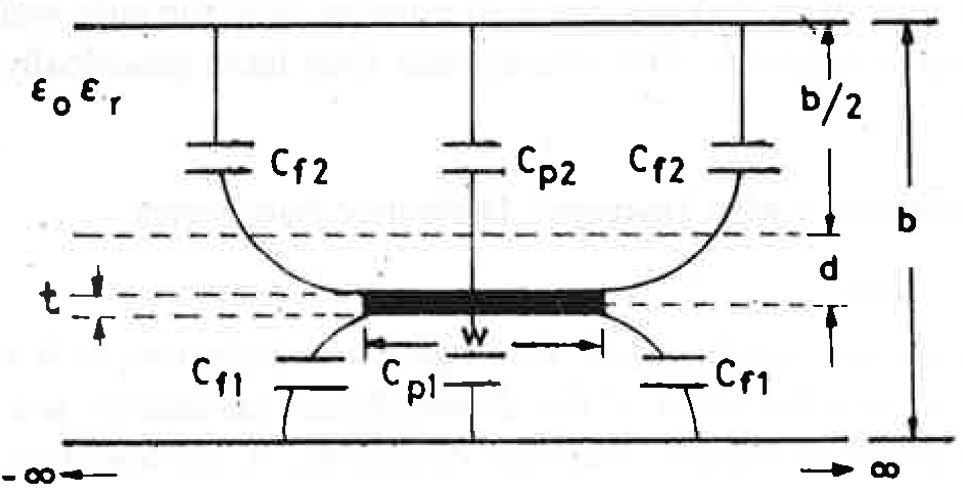 ε₀ εᵣ
b/2
C_f2
C_p2
C_f2
b
d
t
W
C_f1
C_p1
C_f1
-∞
∞